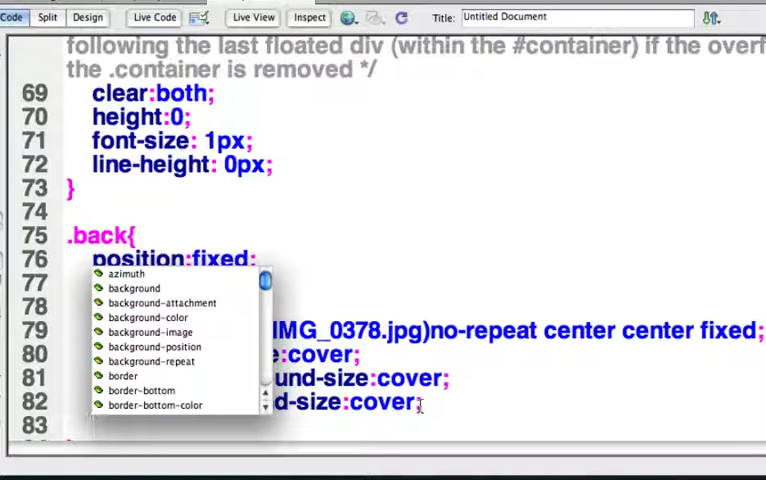 Code Split Design Live Code Live View Inspect Title: Untitled Document
following the last floated div (within the #container) if the overf
the .container is removed */
69 clear:both;
70 height:0;
71 font-size: 1px;
72 line-height: 0px;
73 }
74
75 .back{
76 position:fixed;
77
78
79 IMG_0378.jpg)no-repeat center center fixed;
80 e:cover;
81 und-size:cover;
82 d-size:cover;
83
azimuth
background
background-attachment
background-color
background-image
background-position
background-repeat
border
border-bottom
border-bottom-color